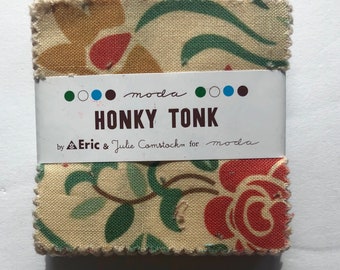 moda
HONKY TONK
by Eric & Julie Comstock for moda